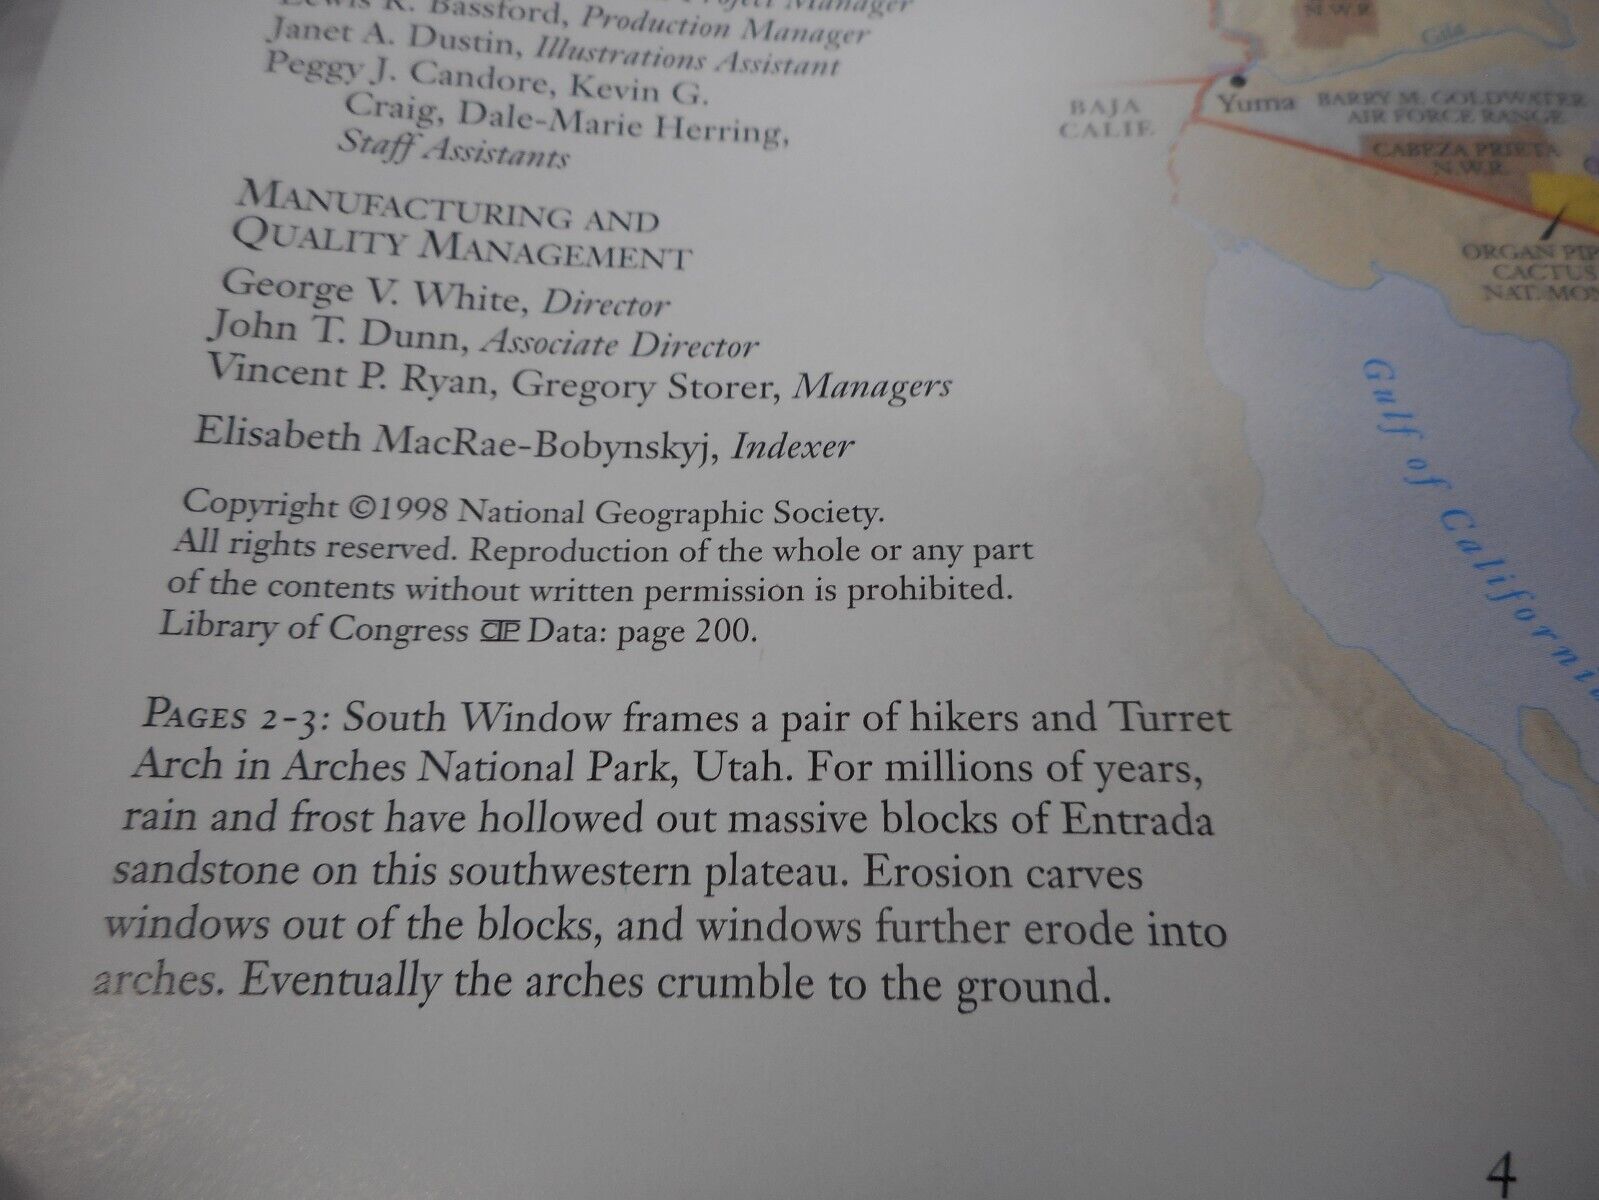 Lewis R. Bassford, Production Manager
Janet A. Dustin, Illustrations Assistant
Peggy J. Candore, Kevin G.
Craig, Dale-Marie Herring,
Staff Assistants
MANUFACTURING AND
QUALITY MANAGEMENT
George V. White, Director
John T. Dunn, Associate Director
Vincent P. Ryan, Gregory Storer, Managers
Elisabeth MacRae-Bobynskyj, Indexer
Copyright ©1998 National Geographic Society.
All rights reserved. Reproduction of the whole or any part
of the contents without written permission is prohibited.
Library of Congress CIP Data: page 200.
PAGES 2-3: South Window frames a pair of hikers and Turret
Arch in Arches National Park, Utah. For millions of years,
rain and frost have hollowed out massive blocks of Entrada
sandstone on this southwestern plateau. Erosion carves
windows out of the blocks, and windows further erode into
arches. Eventually the arches crumble to the ground.
N.W.R.
Gila
Yuma
BAJA
CALIF.
BARRY M. GOLDWATER
AIR FORCE RANGE
CABEZA PRIETA
N.W.R.
ORGAN PIP
CACTUS
NAT. MON
Gulf of Californi
4